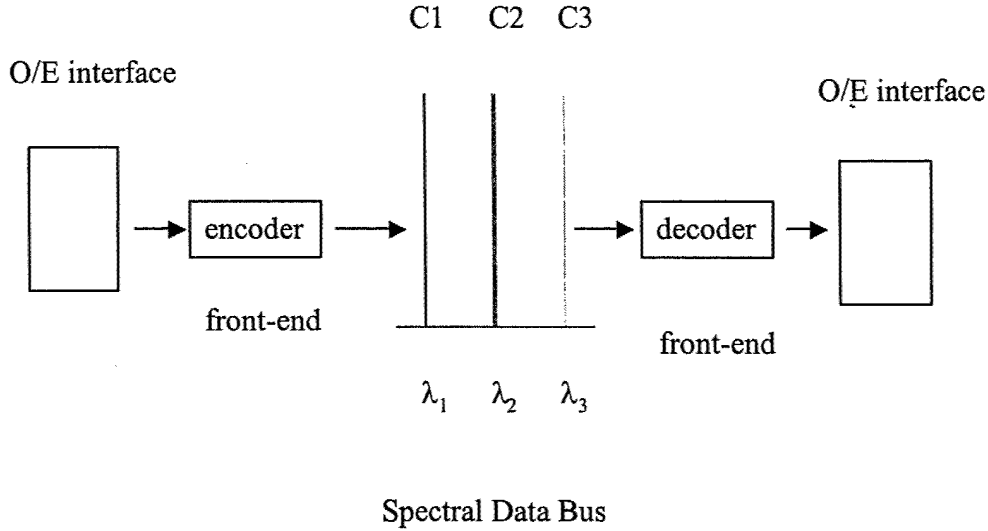 C1 C2 C3
O/E interface
O/E interface
encoder
decoder
front-end
front-end
λ₁ λ₂ λ₃
Spectral Data Bus